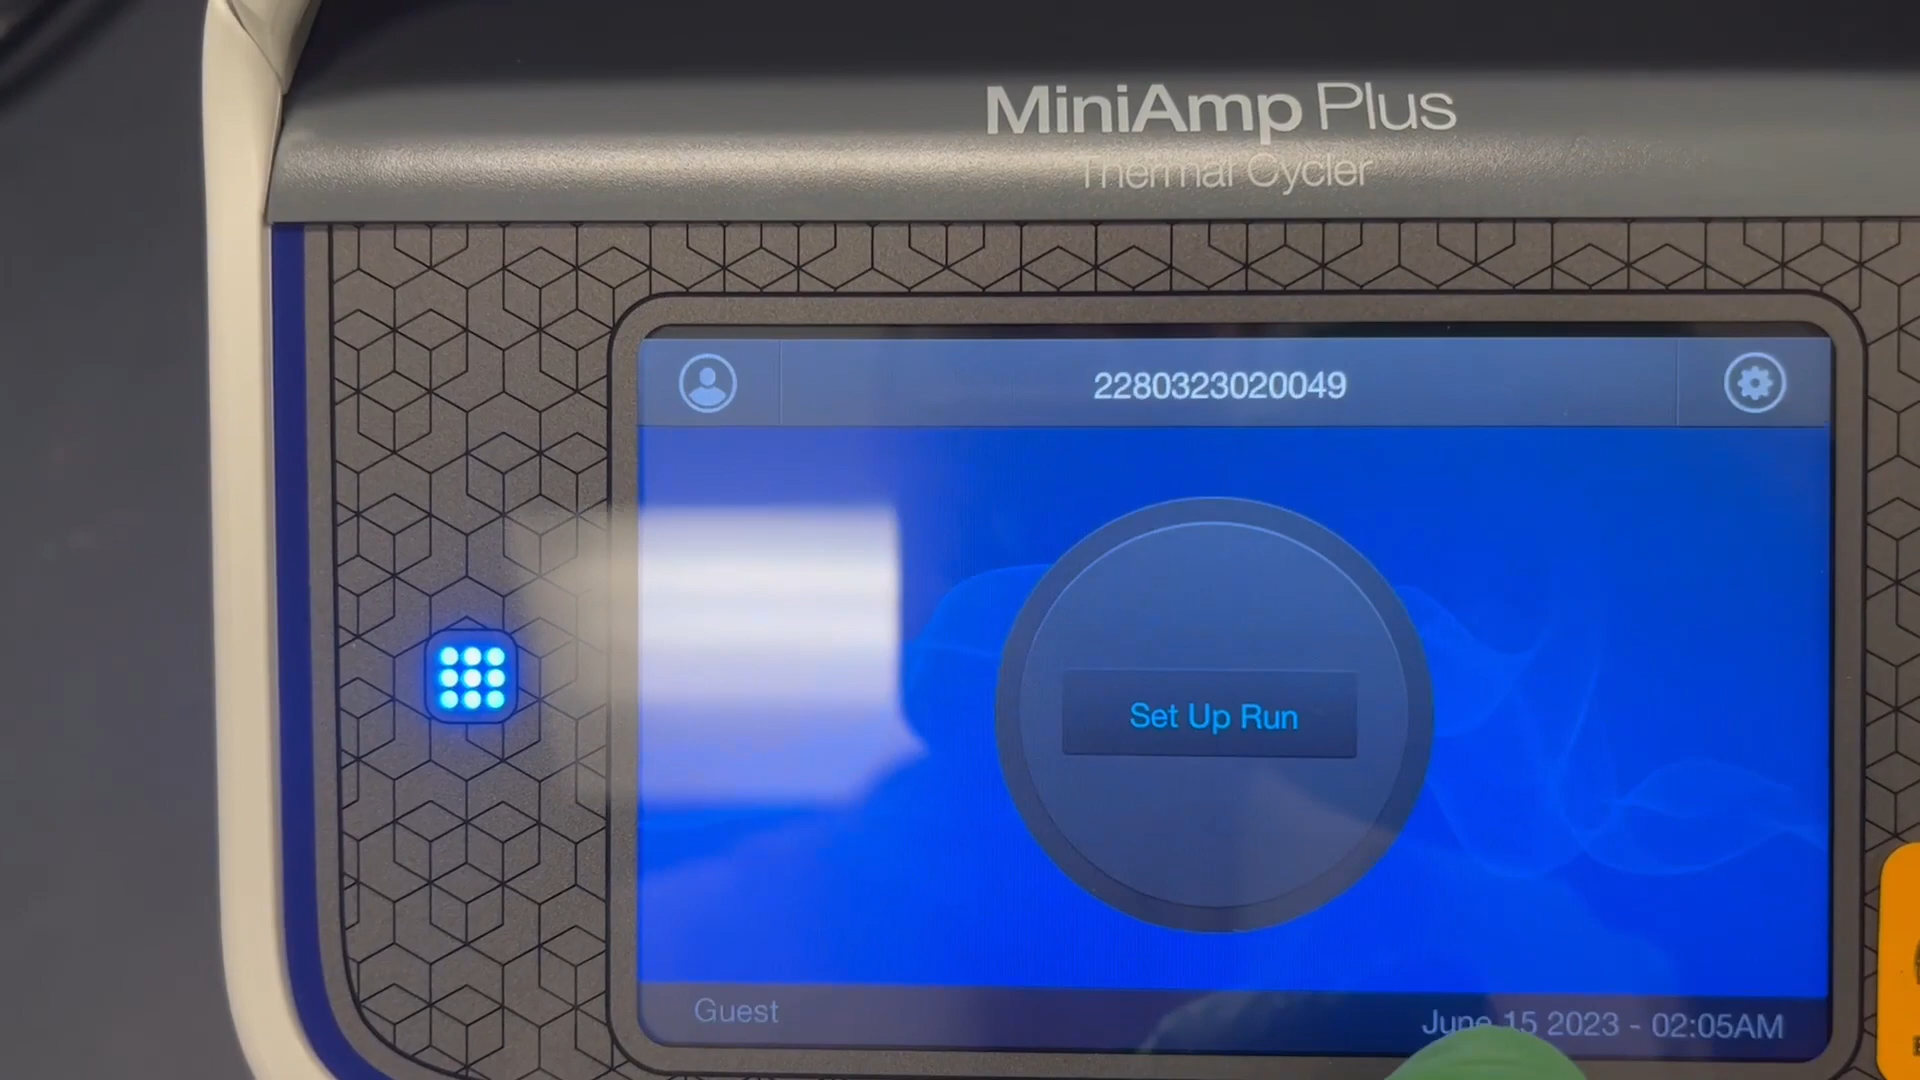 MiniAmp Plus
Thermal Cycler
2280323020049
Set Up Run
Guest
June 15 2023 - 02:05AM